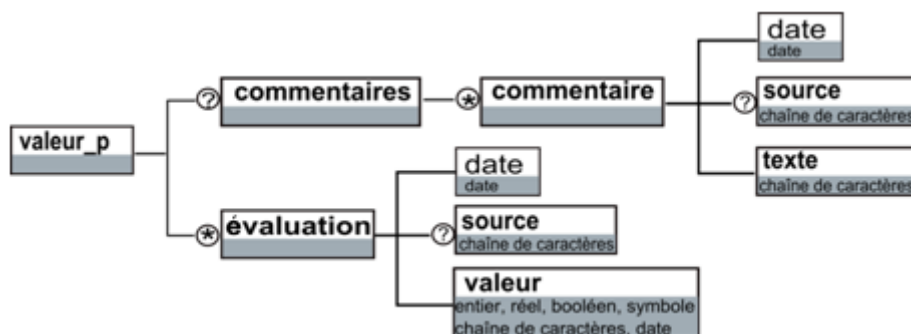 date
date
? commentaires
* commentaire
? source
chaîne de caractères
valeur_p
texte
chaîne de caractères
date
date
* évaluation
? source
chaîne de caractères
valeur
entier, réel, booléen, symbole
chaîne de caractères, date